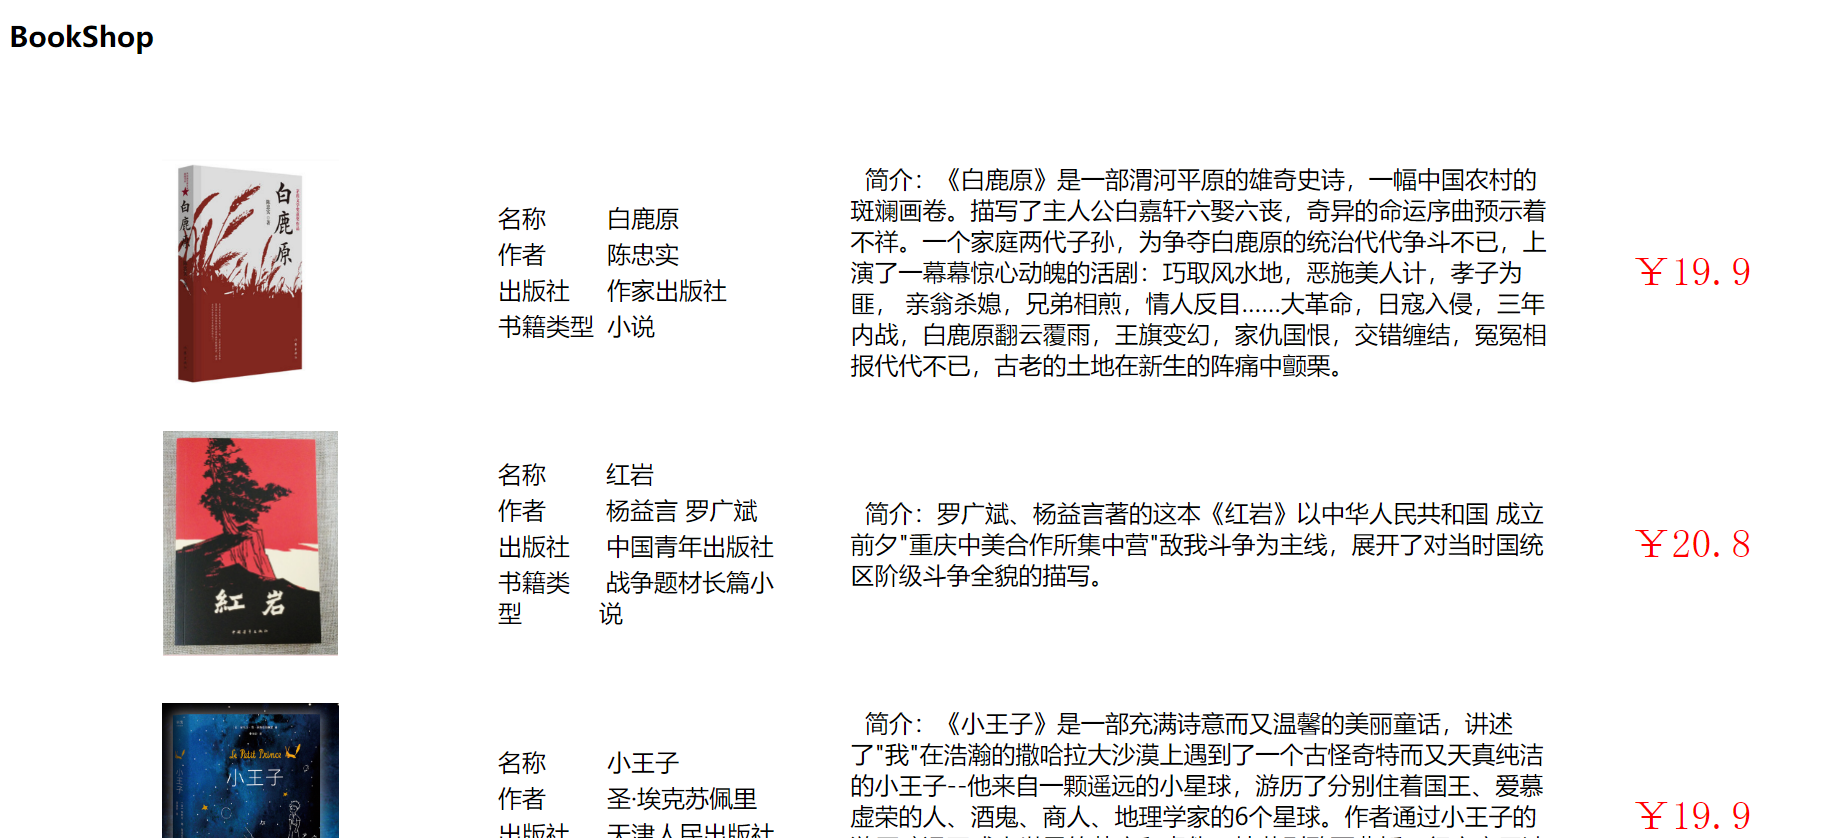 BookShop
白鹿原
白鹿原
名称 白鹿原
作者 陈忠实
出版社 作家出版社
书籍类型 小说
简介：《白鹿原》是一部渭河平原的雄奇史诗，一幅中国农村的
斑斓画卷。描写了主人公白嘉轩六娶六丧，奇异的命运序曲预示着
不祥。一个家庭两代子孙，为争夺白鹿原的统治代代争斗不已，上
演了一幕幕惊心动魄的活剧：巧取风水地，恶施美人计，孝子为
匪， 亲翁杀媳，兄弟相煎，情人反目......大革命，日寇入侵，三年
内战，白鹿原翻云覆雨，王旗变幻，家仇国恨，交错缠结，冤冤相
报代代不已，古老的土地在新生的阵痛中颤栗。
￥19.9
紅岩
中国青年出版社
名称 红岩
作者 杨益言 罗广斌
出版社 中国青年出版社
书籍类 战争题材长篇小
型 说
简介：罗广斌、杨益言著的这本《红岩》以中华人民共和国 成立
前夕"重庆中美合作所集中营"敌我斗争为主线，展开了对当时国统
区阶级斗争全貌的描写。
￥20.8
Le Petit Prince
小王子
小王子
名称 小王子
作者 圣·埃克苏佩里
出版社 天津人民出版社
简介：《小王子》是一部充满诗意而又温馨的美丽童话，讲述
了"我"在浩瀚的撒哈拉大沙漠上遇到了一个古怪奇特而又天真纯洁
的小王子--他来自一颗遥远的小星球，游历了分别住着国王、爱慕
虚荣的人、酒鬼、商人、地理学家的6个星球。作者通过小王子的
￥19.9